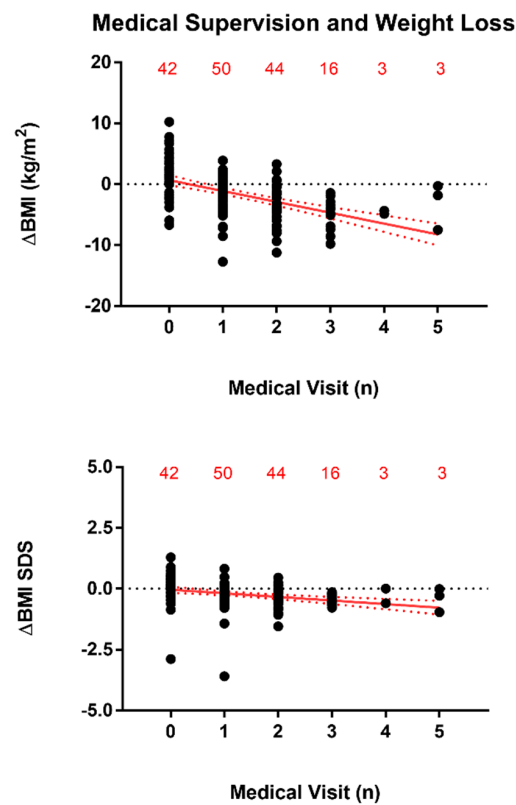 Medical Supervision and Weight Loss
42 50 44 16 3 3
20
10
0
-10
-20
ΔBMI (kg/m²)
0 1 2 3 4 5
Medical Visit (n)
42 50 44 16 3 3
5.0
2.5
0.0
-2.5
-5.0
ΔBMI SDS
0 1 2 3 4 5
Medical Visit (n)